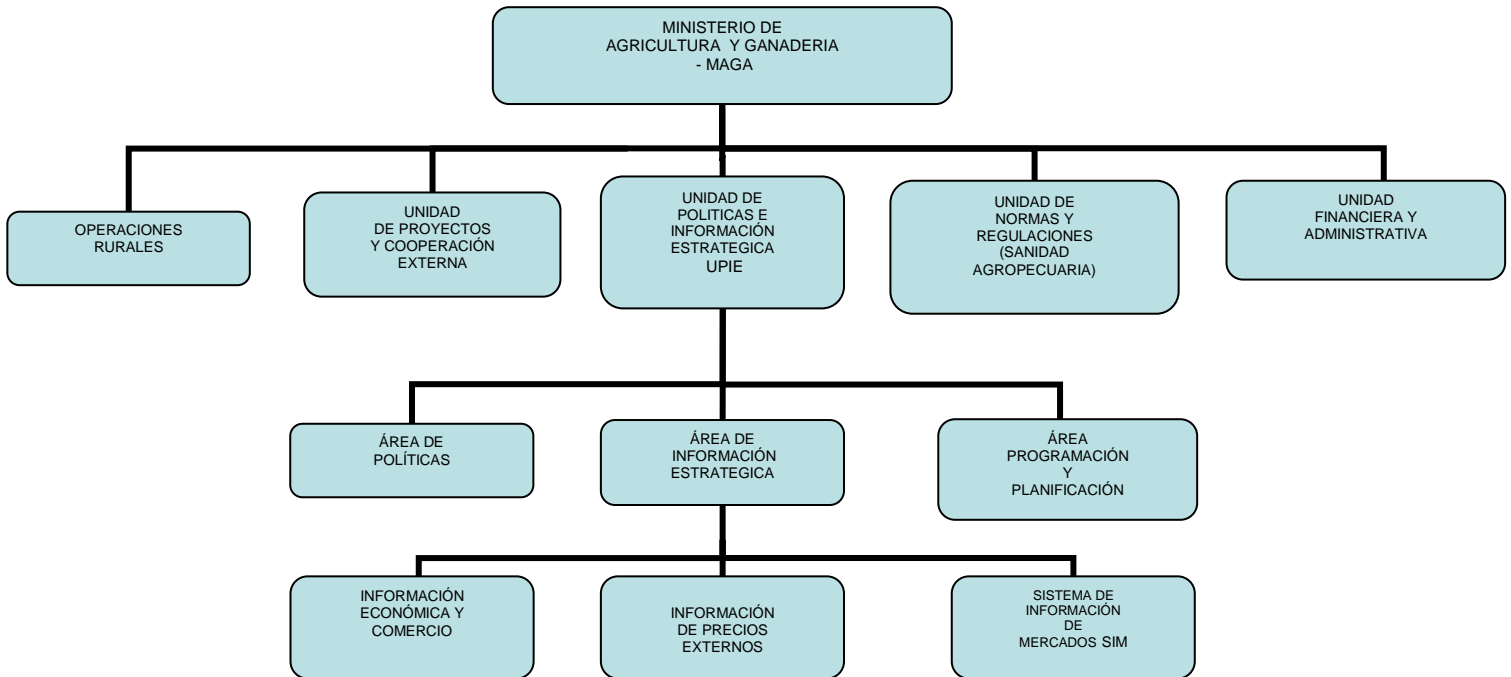 MINISTERIO DE
AGRICULTURA Y GANADERIA
- MAGA
OPERACIONES
RURALES
UNIDAD
DE PROYECTOS
Y COOPERACIÓN
EXTERNA
UNIDAD DE
POLITICAS E
INFORMACIÓN
ESTRATEGICA
UPIE
UNIDAD DE
NORMAS Y
REGULACIONES
(SANIDAD
AGROPECUARIA)
UNIDAD
FINANCIERA Y
ADMINISTRATIVA
ÁREA DE
POLÍTICAS
ÁREA DE
INFORMACIÓN
ESTRATEGICA
ÁREA
PROGRAMACIÓN
Y
PLANIFICACIÓN
INFORMACIÓN
ECONÓMICA Y
COMERCIO
INFORMACIÓN
DE PRECIOS
EXTERNOS
SISTEMA DE
INFORMACIÓN
DE
MERCADOS SIM